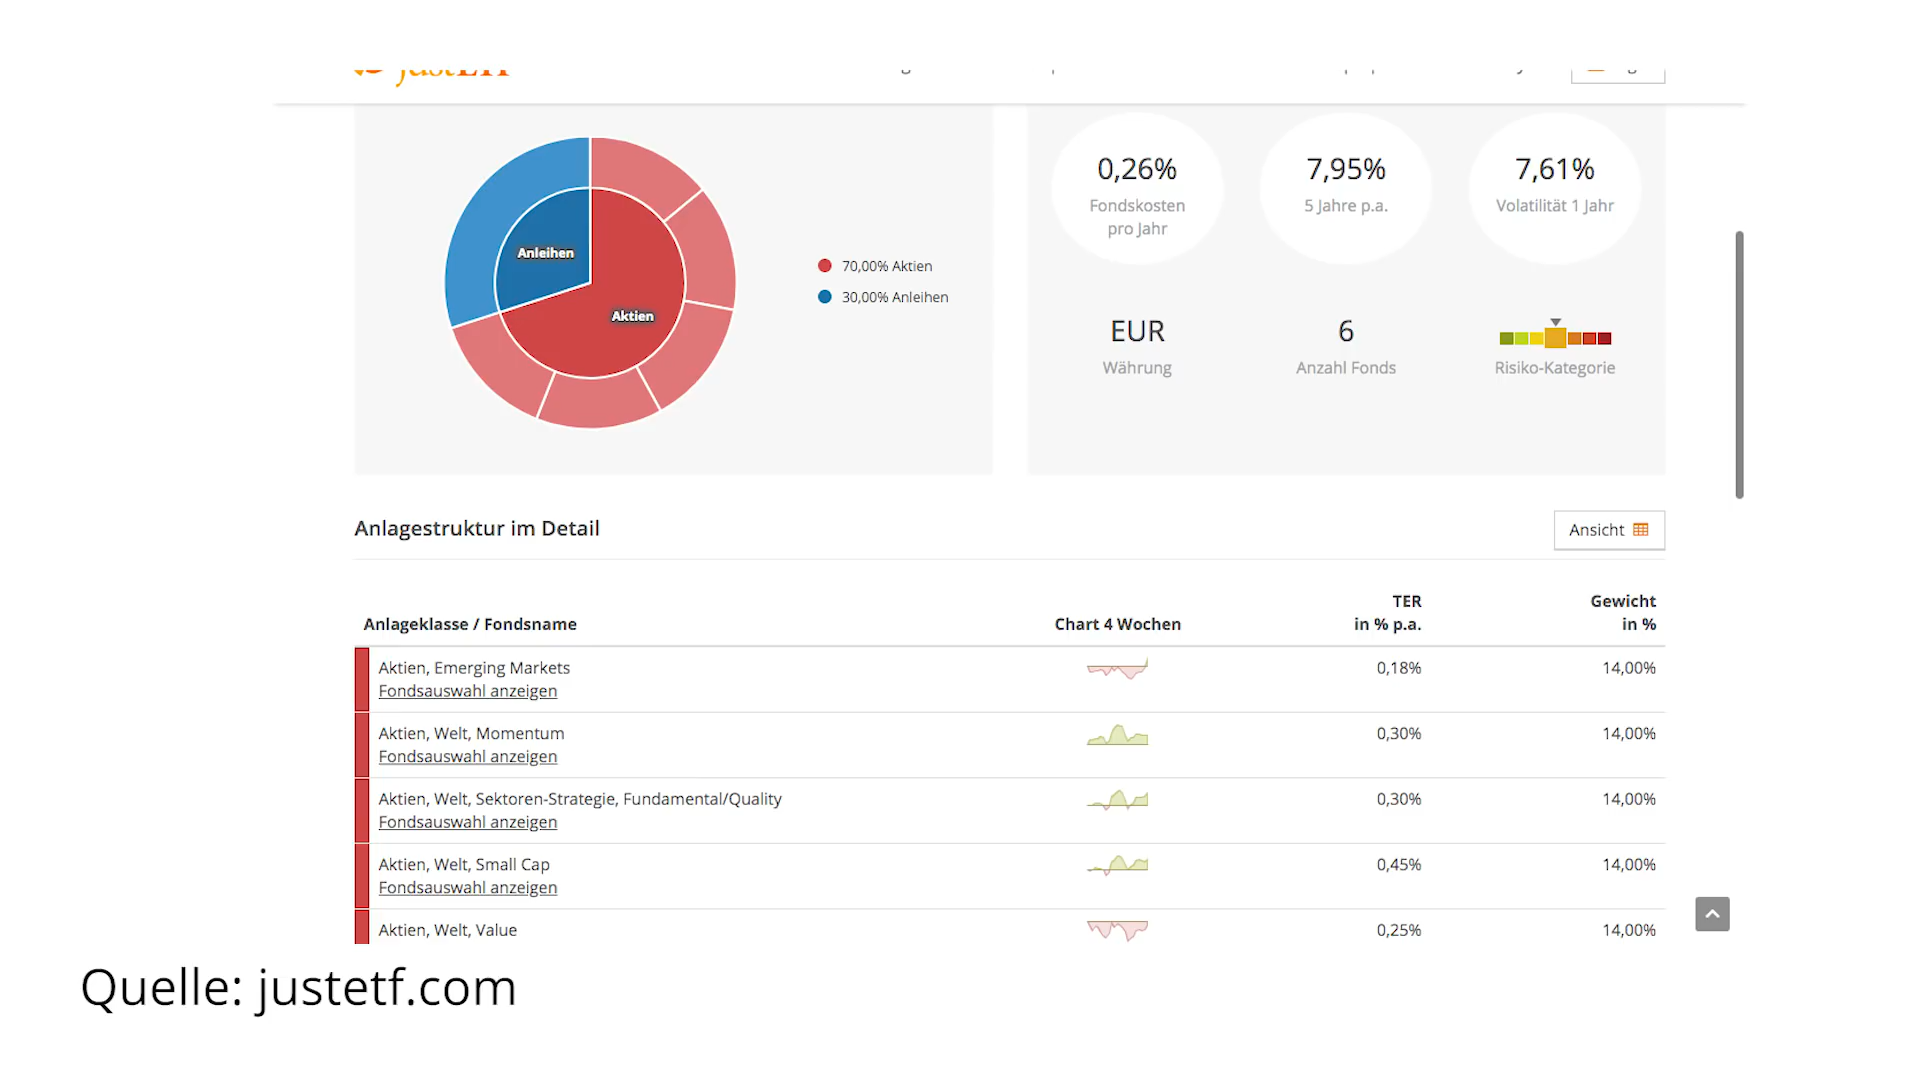 Anleihen
Aktien
70,00% Aktien
30,00% Anleihen
0,26%
Fondskosten
pro Jahr
7,95%
5 Jahre p.a.
7,61%
Volatilität 1 Jahr
EUR
Währung
6
Anzahl Fonds
Risiko-Kategorie
Anlagestruktur im Detail
Ansicht
Anlageklasse / Fondsname
Chart 4 Wochen
TER
in % p.a.
Gewicht
in %
Aktien, Emerging Markets
Fondsauswahl anzeigen
0,18%
14,00%
Aktien, Welt, Momentum
Fondsauswahl anzeigen
0,30%
14,00%
Aktien, Welt, Sektoren-Strategie, Fundamental/Quality
Fondsauswahl anzeigen
0,30%
14,00%
Aktien, Welt, Small Cap
Fondsauswahl anzeigen
0,45%
14,00%
Aktien, Welt, Value
0,25%
14,00%
Quelle: justetf.com